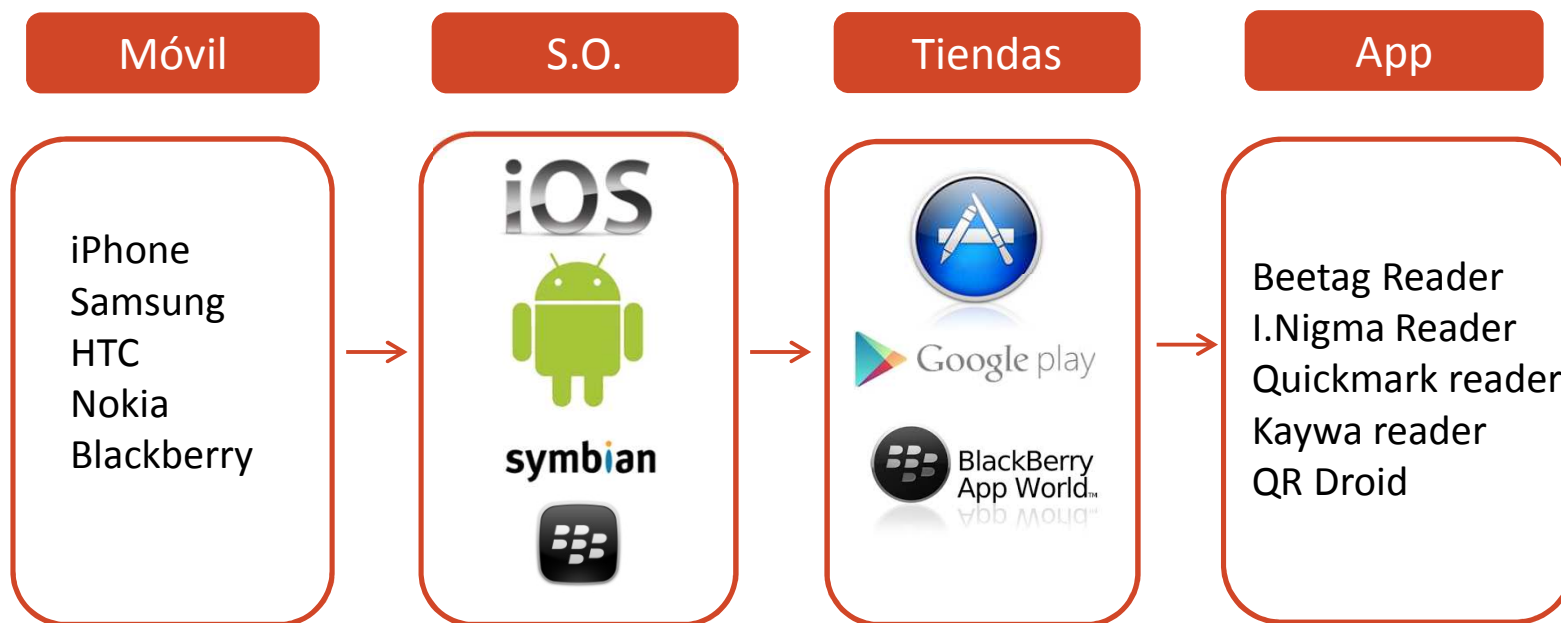 Móvil
S.O.
Tiendas
App
iPhone
Samsung
HTC
Nokia
Blackberry
iOS
symbian
Google play
BlackBerry
App World™
Beetag Reader
I.Nigma Reader
Quickmark reader
Kaywa reader
QR Droid